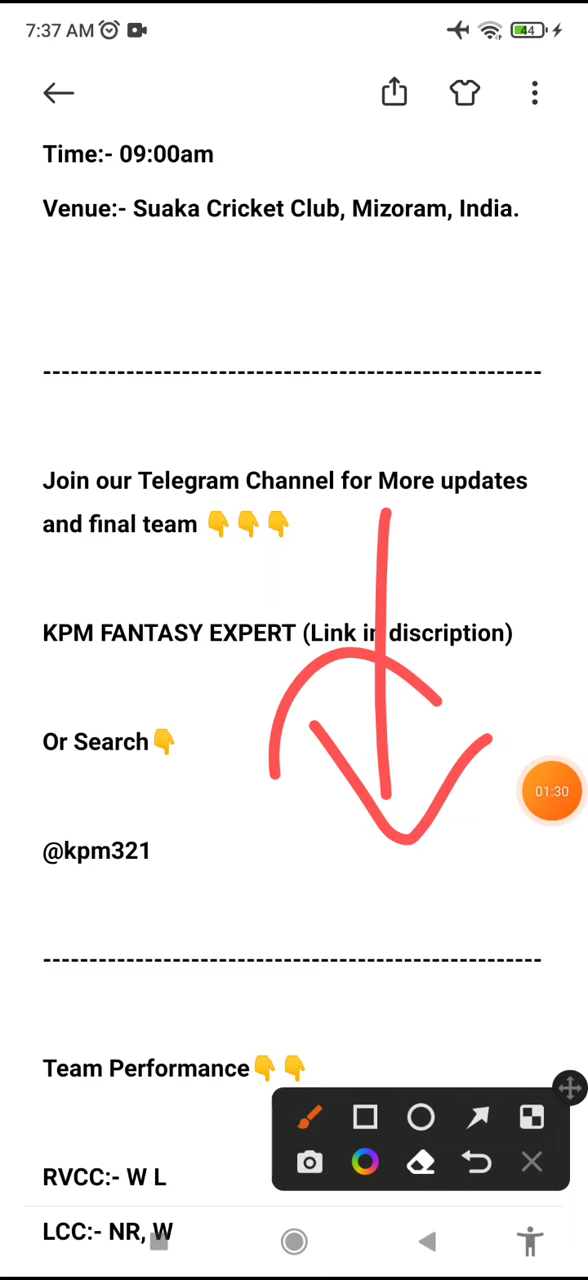 7:37 AM
44
Time:- 09:00am
Venue:- Suaka Cricket Club, Mizoram, India.
------------------------------------------------------
Join our Telegram Channel for More updates
and final team 👇👇👇
KPM FANTASY EXPERT (Link in discription)
Or Search👇
01:30
@kpm321
------------------------------------------------------
Team Performance👇👇
RVCC:- W L
LCC:- NR, W